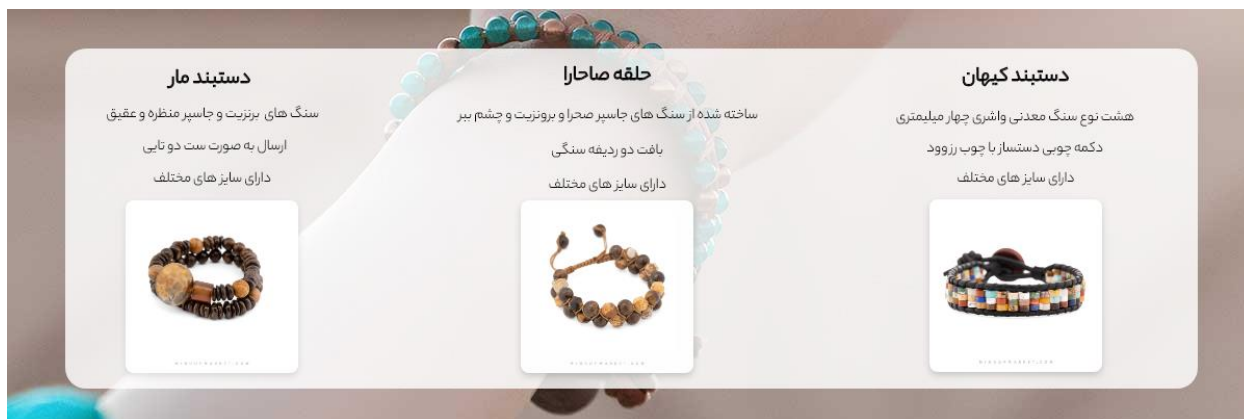 دستبند کیهان
هشت نوع سنگ معدنی واشری چهار میلیمتری
دکمه چوبی دستساز با چوب رزوود
دارای سایز های مختلف
حلقه صاحارا
ساخته شده از سنگ های جاسپر صحرا و برونزیت و چشم ببر
بافت دو ردیفه سنگی
دارای سایز های مختلف
دستبند مار
سنگ های برنزیت و جاسپر منظره و عقیق
ارسال به صورت ست دو تایی
دارای سایز های مختلف